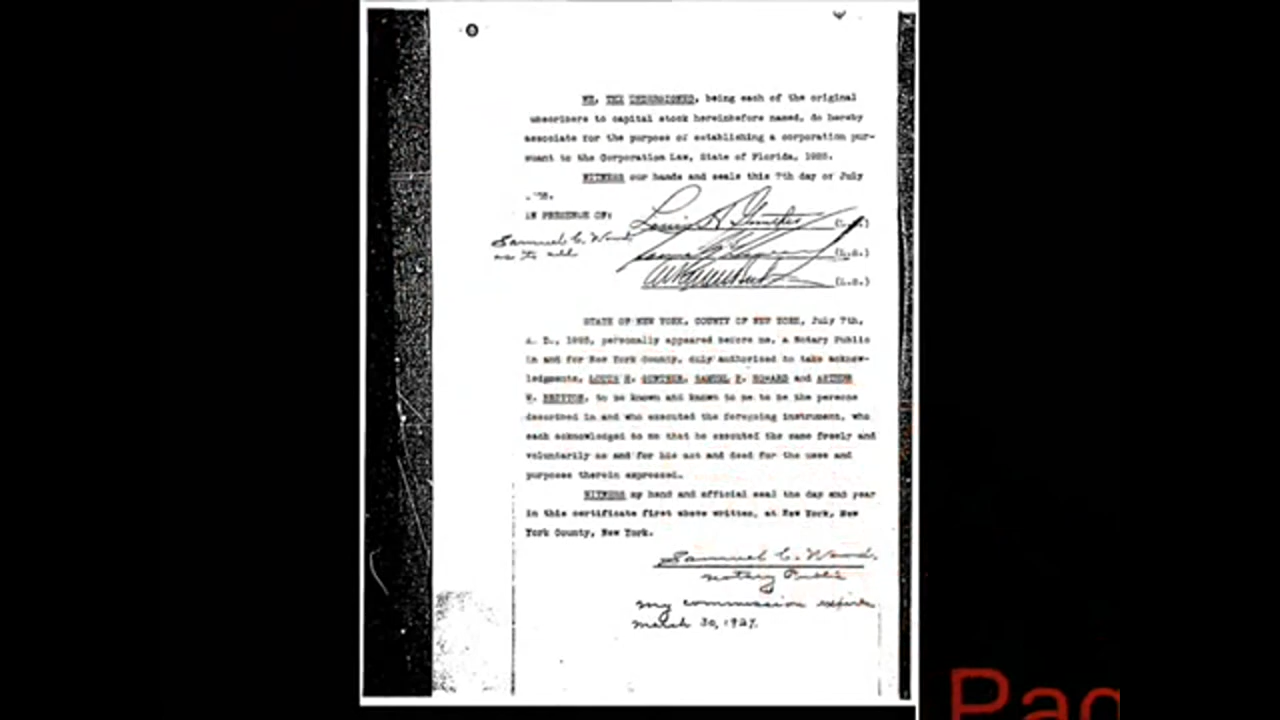 WE, THE UNDERSIGNED, being each of the original
ubscribers to capital stock hereinbefore named, do hereby
associate for the purpose of establishing a corporation pur-
suant to the Corporation Law, State of Florida, 1925.
WITNESS our hands and seals this 7th day of July
IN PRESENCE OF:
Samuel C. Wood
as to all
(L.S.)
(L.S.)
(L.S.)
STATE OF NEW YORK, COUNTY OF NEW YORK, July 7th,
A. D., 1925, personally appeared before me, a Notary Public
in and for New York County, duly authorized to take acknow-
ledgments, LOUIS H. GUNTHER, SAMUEL F. HOWARD and ARTHUR
W. BRITTON, to me known and known to me to be the persons
described in and who executed the foregoing instrument, who
each acknowledged to me that he executed the same freely and
voluntarily as and for his act and deed for the uses and
purposes therein expressed.
WITNESS my hand and official seal the day and year
in this certificate first above written, at New York, New
York County, New York.
Samuel C. Wood.
Notary Public
My commission expires
March 30, 1927.
Pag